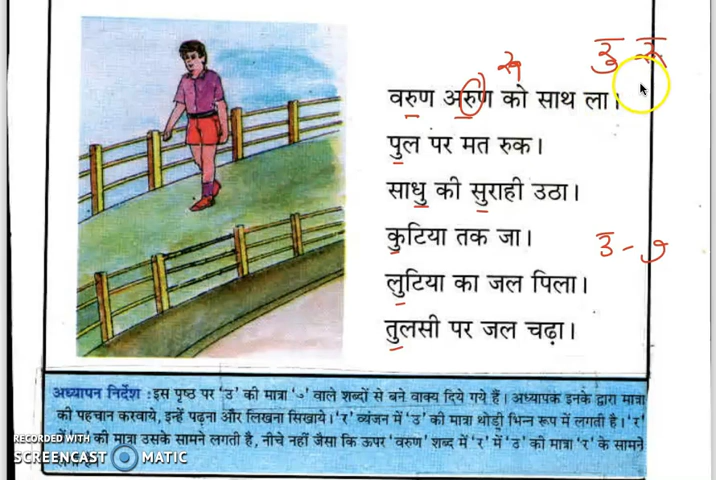 रु रू
रू
वरुण अरुण को साथ ला।
पुल पर मत रुक।
साधु की सुराही उठा।
कुटिया तक जा।
उ - ु
लुटिया का जल पिला।
तुलसी पर जल चढ़ा।
अध्यापन निर्देश : इस पृष्ठ पर 'उ' की मात्रा 'ु' वाले शब्दों से बने वाक्य दिये गये हैं। अध्यापक इनके द्वारा मात्रा
की पहचान करवाये, इन्हें पढ़ना और लिखना सिखाये। 'र' व्यंजन में 'उ' की मात्रा थोड़ी भिन्न रूप में लगती है। 'र'
की मात्रा उसके सामने लगती है, नीचे नहीं जैसा कि ऊपर 'वरुण' शब्द में 'र' में 'उ' की मात्रा 'र' के सामने
RECORDED WITH
SCREENCAST MATIC